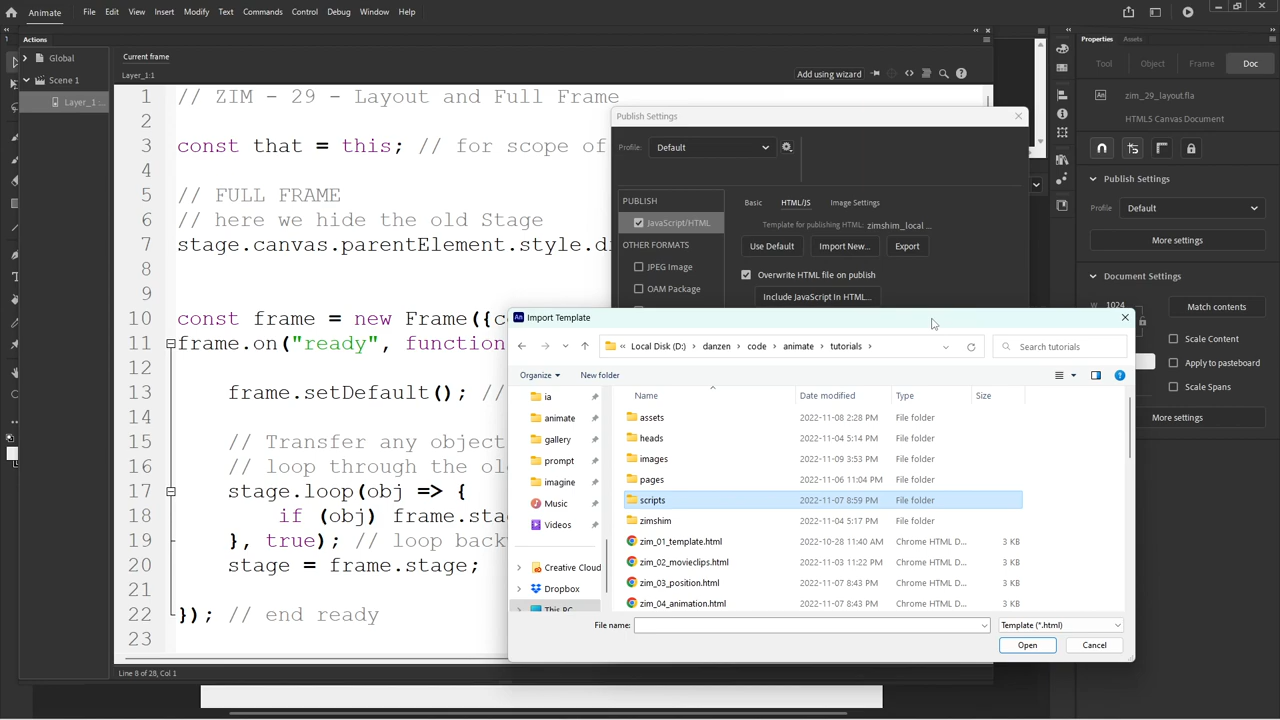 Animate
File Edit View Insert Modify Text Commands Control Debug Window Help
Actions
Global
Scene 1
Layer_1 :...
Current frame
Layer_1:1
Add using wizard
1 // ZIM - 29 - Layout and Full Frame
2
3 const that = this; // for scope of
4
5 // FULL FRAME
6 // here we hide the old Stage
7 stage.canvas.parentElement.style.di
8
9
10 const frame = new Frame({co
11 frame.on("ready", function
12
13 frame.setDefault(); //
14
15 // Transfer any object
16 // loop through the ol
17 stage.loop(obj => {
18 if (obj) frame.sta
19 }, true); // loop back
20 stage = frame.stage;
21
22 }); // end ready
23
Line 8 of 28, Col 1
Publish Settings
Profile: Default
PUBLISH
JavaScript/HTML
OTHER FORMATS
JPEG Image
OAM Package
Basic HTML/JS Image Settings
Template for publishing HTML: zimshim_local ...
Use Default Import New... Export
Overwrite HTML file on publish
Include JavaScript In HTML...
Import Template
« Local Disk (D:) › danzen › code › animate › tutorials ›
Search tutorials
Organize New folder
ia
animate
gallery
prompt
imagine
Music
Videos
Creative Cloud
Dropbox
This PC
Name Date modified Type Size
assets 2022-11-08 2:28 PM File folder
heads 2022-11-04 5:14 PM File folder
images 2022-11-09 3:53 PM File folder
pages 2022-11-06 11:04 PM File folder
scripts 2022-11-07 8:59 PM File folder
zimshim 2022-11-04 5:17 PM File folder
zim_01_template.html 2022-10-28 11:40 AM Chrome HTML D... 3 KB
zim_02_movieclips.html 2022-11-03 11:22 PM Chrome HTML D... 3 KB
zim_03_position.html 2022-11-07 8:43 PM Chrome HTML D... 3 KB
zim_04_animation.html 2022-11-07 8:43 PM Chrome HTML D... 3 KB
File name:
Template (*.html)
Open Cancel
Properties Assets
Tool Object Frame Doc
An zim_29_layout.fla
HTML5 Canvas Document
Publish Settings
Profile Default
More settings
Document Settings
W 1024
Match contents
Scale Content
Apply to pasteboard
Scale Spans
More settings